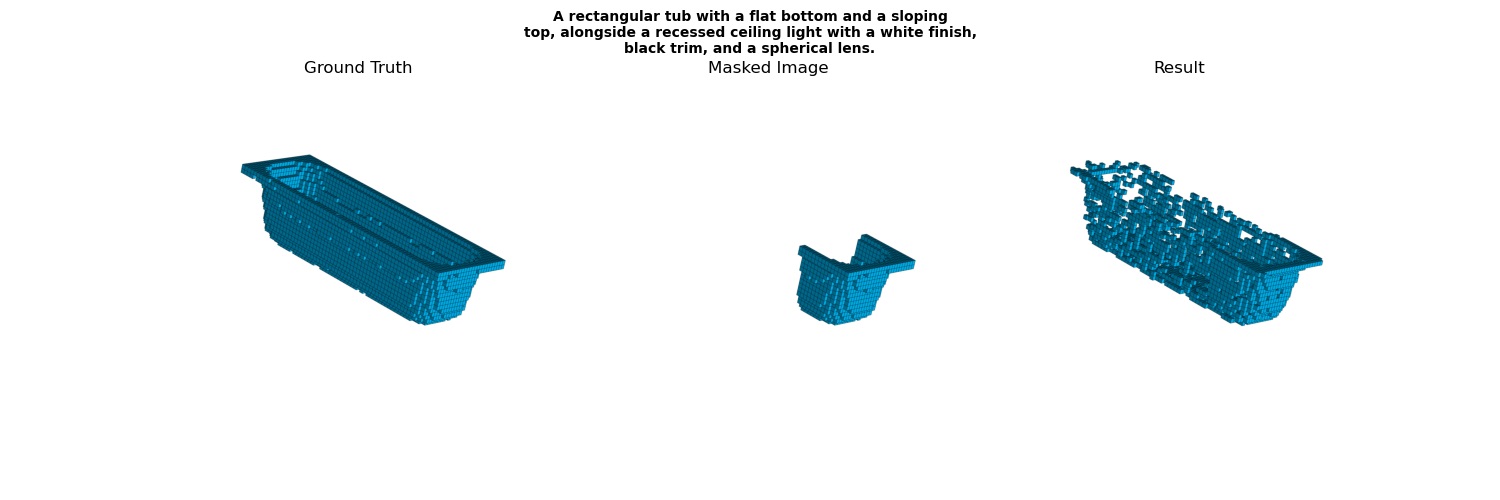 A rectangular tub with a flat bottom and a sloping
top, alongside a recessed ceiling light with a white finish,
black trim, and a spherical lens.
Ground Truth
Masked Image
Result